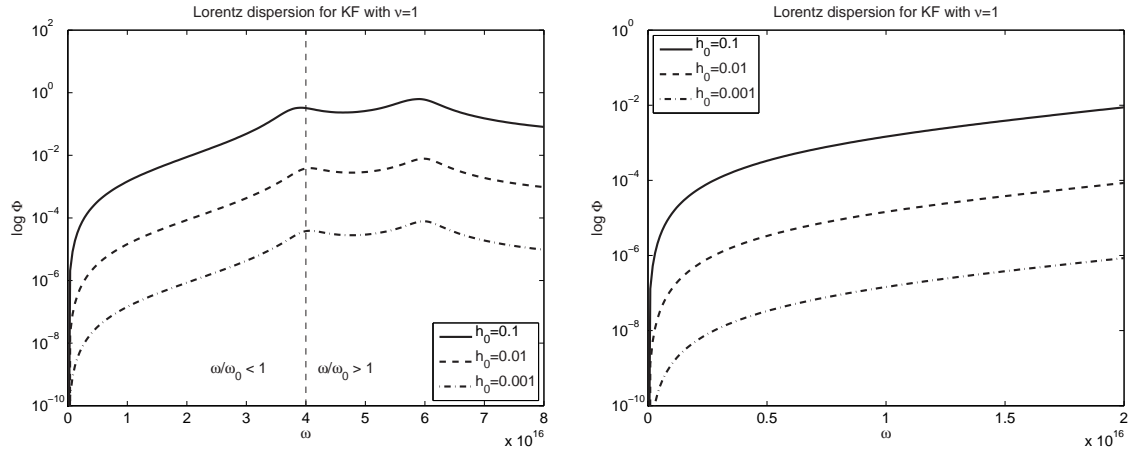 Lorentz dispersion for KF with ν=1
10^2
10^0
10^-2
10^-4
10^-6
10^-8
10^-10
log Φ
ω/ω_0 < 1
ω/ω_0 > 1
h_0=0.1
h_0=0.01
h_0=0.001
0 1 2 3 4 5 6 7 8
ω
x 10^16
Lorentz dispersion for KF with ν=1
10^0
10^-2
10^-4
10^-6
10^-8
10^-10
log Φ
h_0=0.1
h_0=0.01
h_0=0.001
0 0.5 1 1.5 2
ω
x 10^16